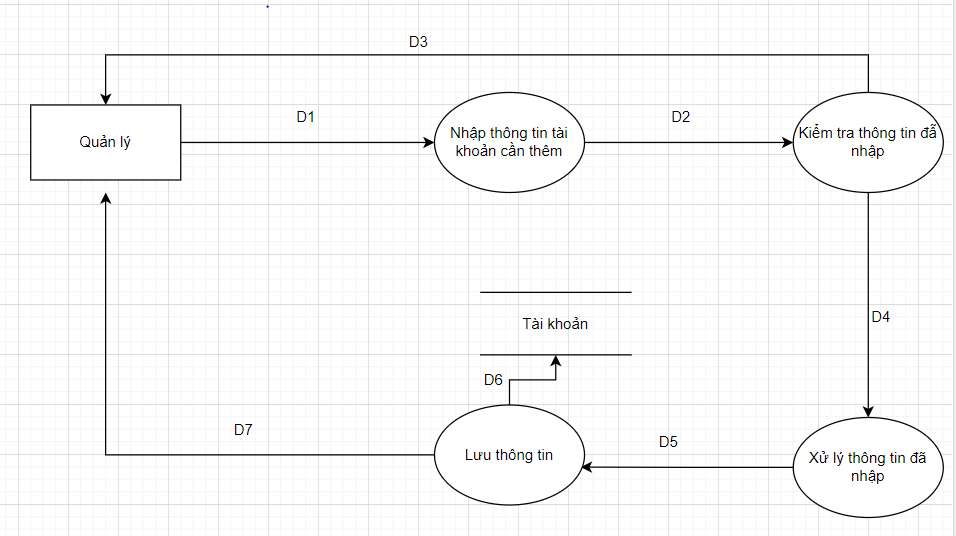 D3
Quản lý
D1
Nhập thông tin tài
khoản cần thêm
D2
Kiểm tra thông tin đẫ
nhập
Tài khoản
D4
D6
D7
Lưu thông tin
D5
Xử lý thông tin đã
nhập